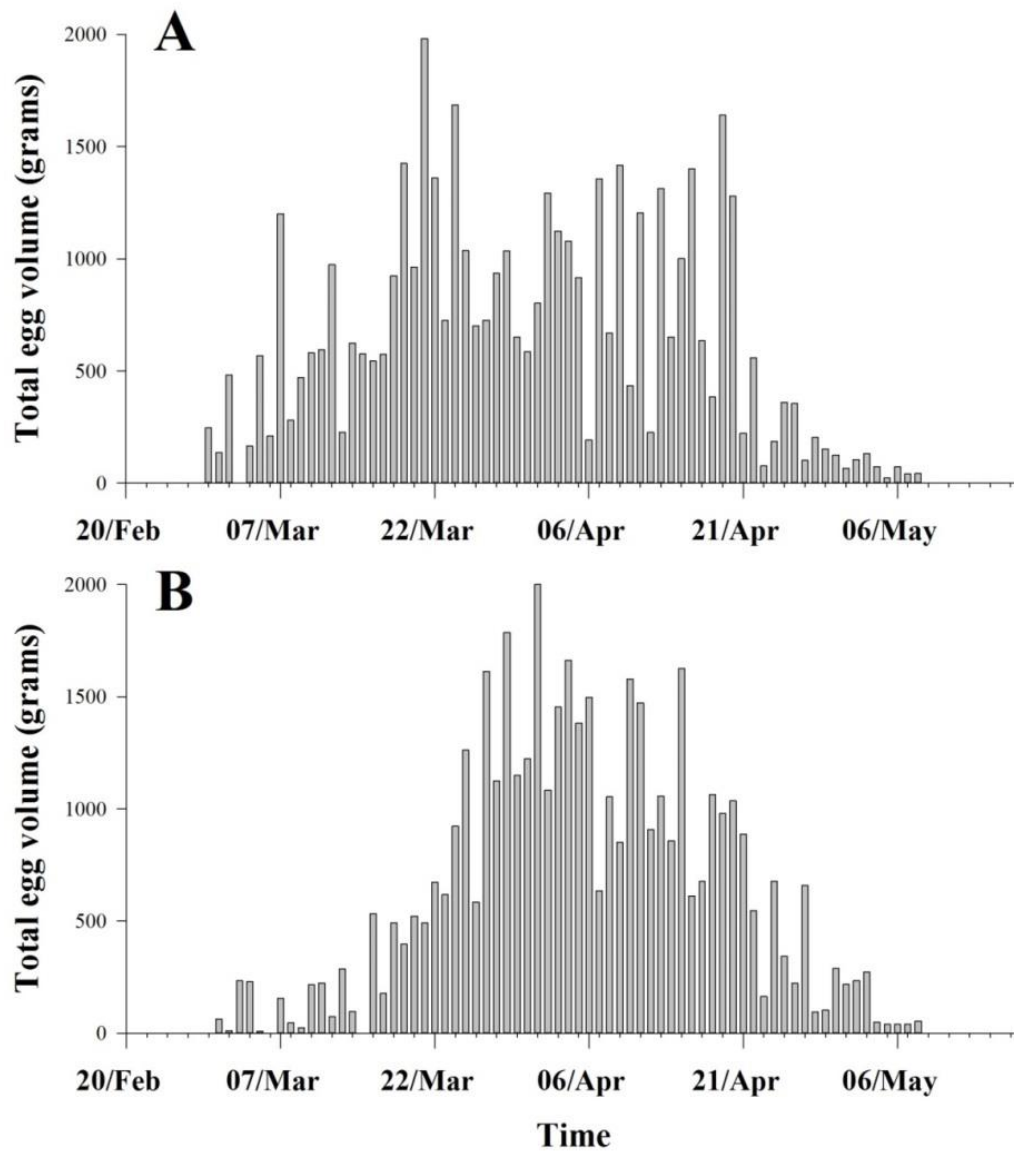 A
Total egg volume (grams)
2000
1500
1000
500
0
20/Feb 07/Mar 22/Mar 06/Apr 21/Apr 06/May
B
Total egg volume (grams)
2000
1500
1000
500
0
20/Feb 07/Mar 22/Mar 06/Apr 21/Apr 06/May
Time